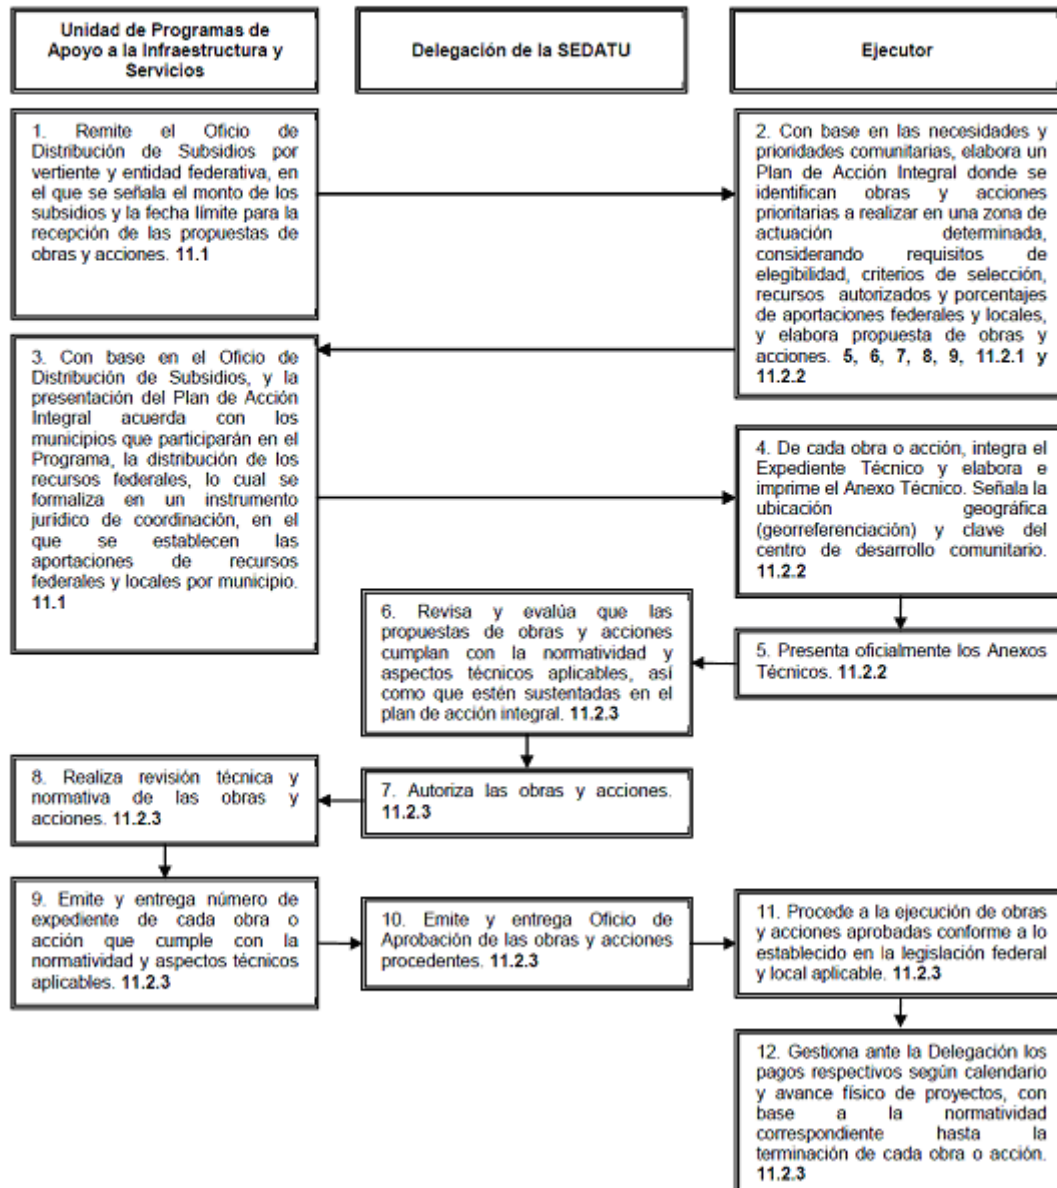 Unidad de Programas de
Apoyo a la Infraestructura y
Servicios
Delegación de la SEDATU
Ejecutor
1. Remite el Oficio de
Distribución de Subsidios por
vertiente y entidad federativa, en
el que se señala el monto de los
subsidios y la fecha límite para la
recepción de las propuestas de
obras y acciones. 11.1
2. Con base en las necesidades y
prioridades comunitarias, elabora un
Plan de Acción Integral donde se
identifican obras y acciones
prioritarias a realizar en una zona de
actuación determinada,
considerando requisitos de
elegibilidad, criterios de selección,
recursos autorizados y porcentajes
de aportaciones federales y locales,
y elabora propuesta de obras y
acciones. 5, 6, 7, 8, 9, 11.2.1 y
11.2.2
3. Con base en el Oficio de
Distribución de Subsidios, y la
presentación del Plan de Acción
Integral acuerda con los
municipios que participarán en el
Programa, la distribución de los
recursos federales, lo cual se
formaliza en un instrumento
jurídico de coordinación, en el
que se establecen las
aportaciones de recursos
federales y locales por municipio.
11.1
4. De cada obra o acción, integra el
Expediente Técnico y elabora e
imprime el Anexo Técnico. Señala la
ubicación geográfica
(georreferenciación) y clave del
centro de desarrollo comunitario.
11.2.2
5. Presenta oficialmente los Anexos
Técnicos. 11.2.2
6. Revisa y evalúa que las
propuestas de obras y acciones
cumplan con la normatividad y
aspectos técnicos aplicables, así
como que estén sustentadas en el
plan de acción integral. 11.2.3
7. Autoriza las obras y acciones.
11.2.3
8. Realiza revisión técnica y
normativa de las obras y
acciones. 11.2.3
9. Emite y entrega número de
expediente de cada obra o
acción que cumple con la
normatividad y aspectos técnicos
aplicables. 11.2.3
10. Emite y entrega Oficio de
Aprobación de las obras y acciones
procedentes. 11.2.3
11. Procede a la ejecución de obras
y acciones aprobadas conforme a lo
establecido en la legislación federal
y local aplicable. 11.2.3
12. Gestiona ante la Delegación los
pagos respectivos según calendario
y avance físico de proyectos, con
base a la normatividad
correspondiente hasta la
terminación de cada obra o acción.
11.2.3